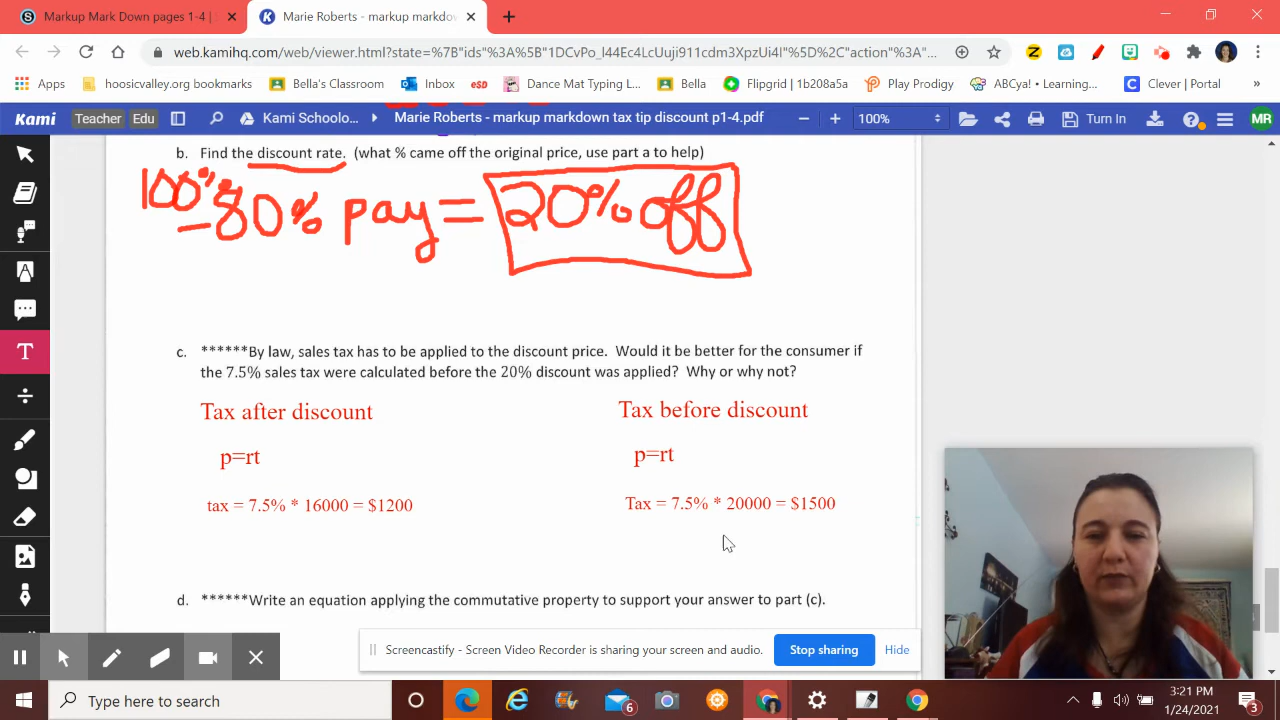 Markup Mark Down pages 1-4 |
Marie Roberts - markup markdow
web.kamihq.com/web/viewer.html?state=%7B"ids"%3A%5B"1DCvPo_l44Ec4LcUuji911cdm3XpzUi4I"%5D%2C"action"%3A"...
Apps hoosicvalley.org bookmarks Bella's Classroom Inbox esd Dance Mat Typing L... Bella Flipgrid | 1b208a5a Play Prodigy ABCya! • Learning... Clever | Portal
Kami Teacher Edu Kami Schoolo... Marie Roberts - markup markdown tax tip discount p1-4.pdf 100% Turn In MR
b. Find the discount rate. (what % came off the original price, use part a to help)
100%
-80% pay = 20% off
c. ******By law, sales tax has to be applied to the discount price. Would it be better for the consumer if
the 7.5% sales tax were calculated before the 20% discount was applied? Why or why not?
Tax after discount Tax before discount
p=rt p=rt
tax = 7.5% * 16000 = $1200 Tax = 7.5% * 20000 = $1500
d. ******Write an equation applying the commutative property to support your answer to part (c).
Screencastify - Screen Video Recorder is sharing your screen and audio. Stop sharing Hide
Type here to search
6
3:21 PM
1/24/2021
3